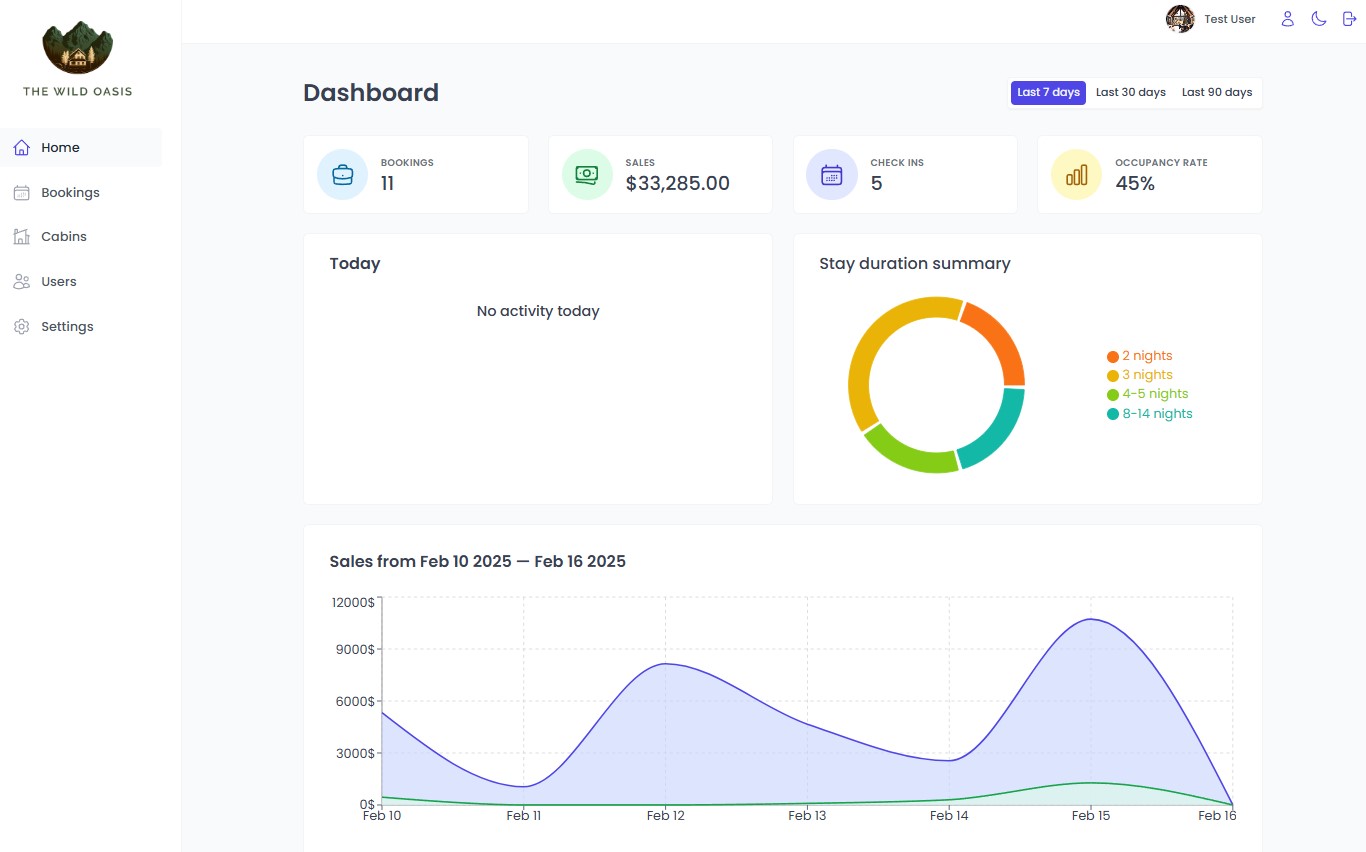 THE WILD OASIS
Test User
Home
Bookings
Cabins
Users
Settings
Dashboard
Last 7 days Last 30 days Last 90 days
BOOKINGS
11
SALES
$33,285.00
CHECK INS
5
OCCUPANCY RATE
45%
Today
No activity today
Stay duration summary
2 nights
3 nights
4-5 nights
8-14 nights
Sales from Feb 10 2025 — Feb 16 2025
12000$
9000$
6000$
3000$
0$
Feb 10 Feb 11 Feb 12 Feb 13 Feb 14 Feb 15 Feb 16